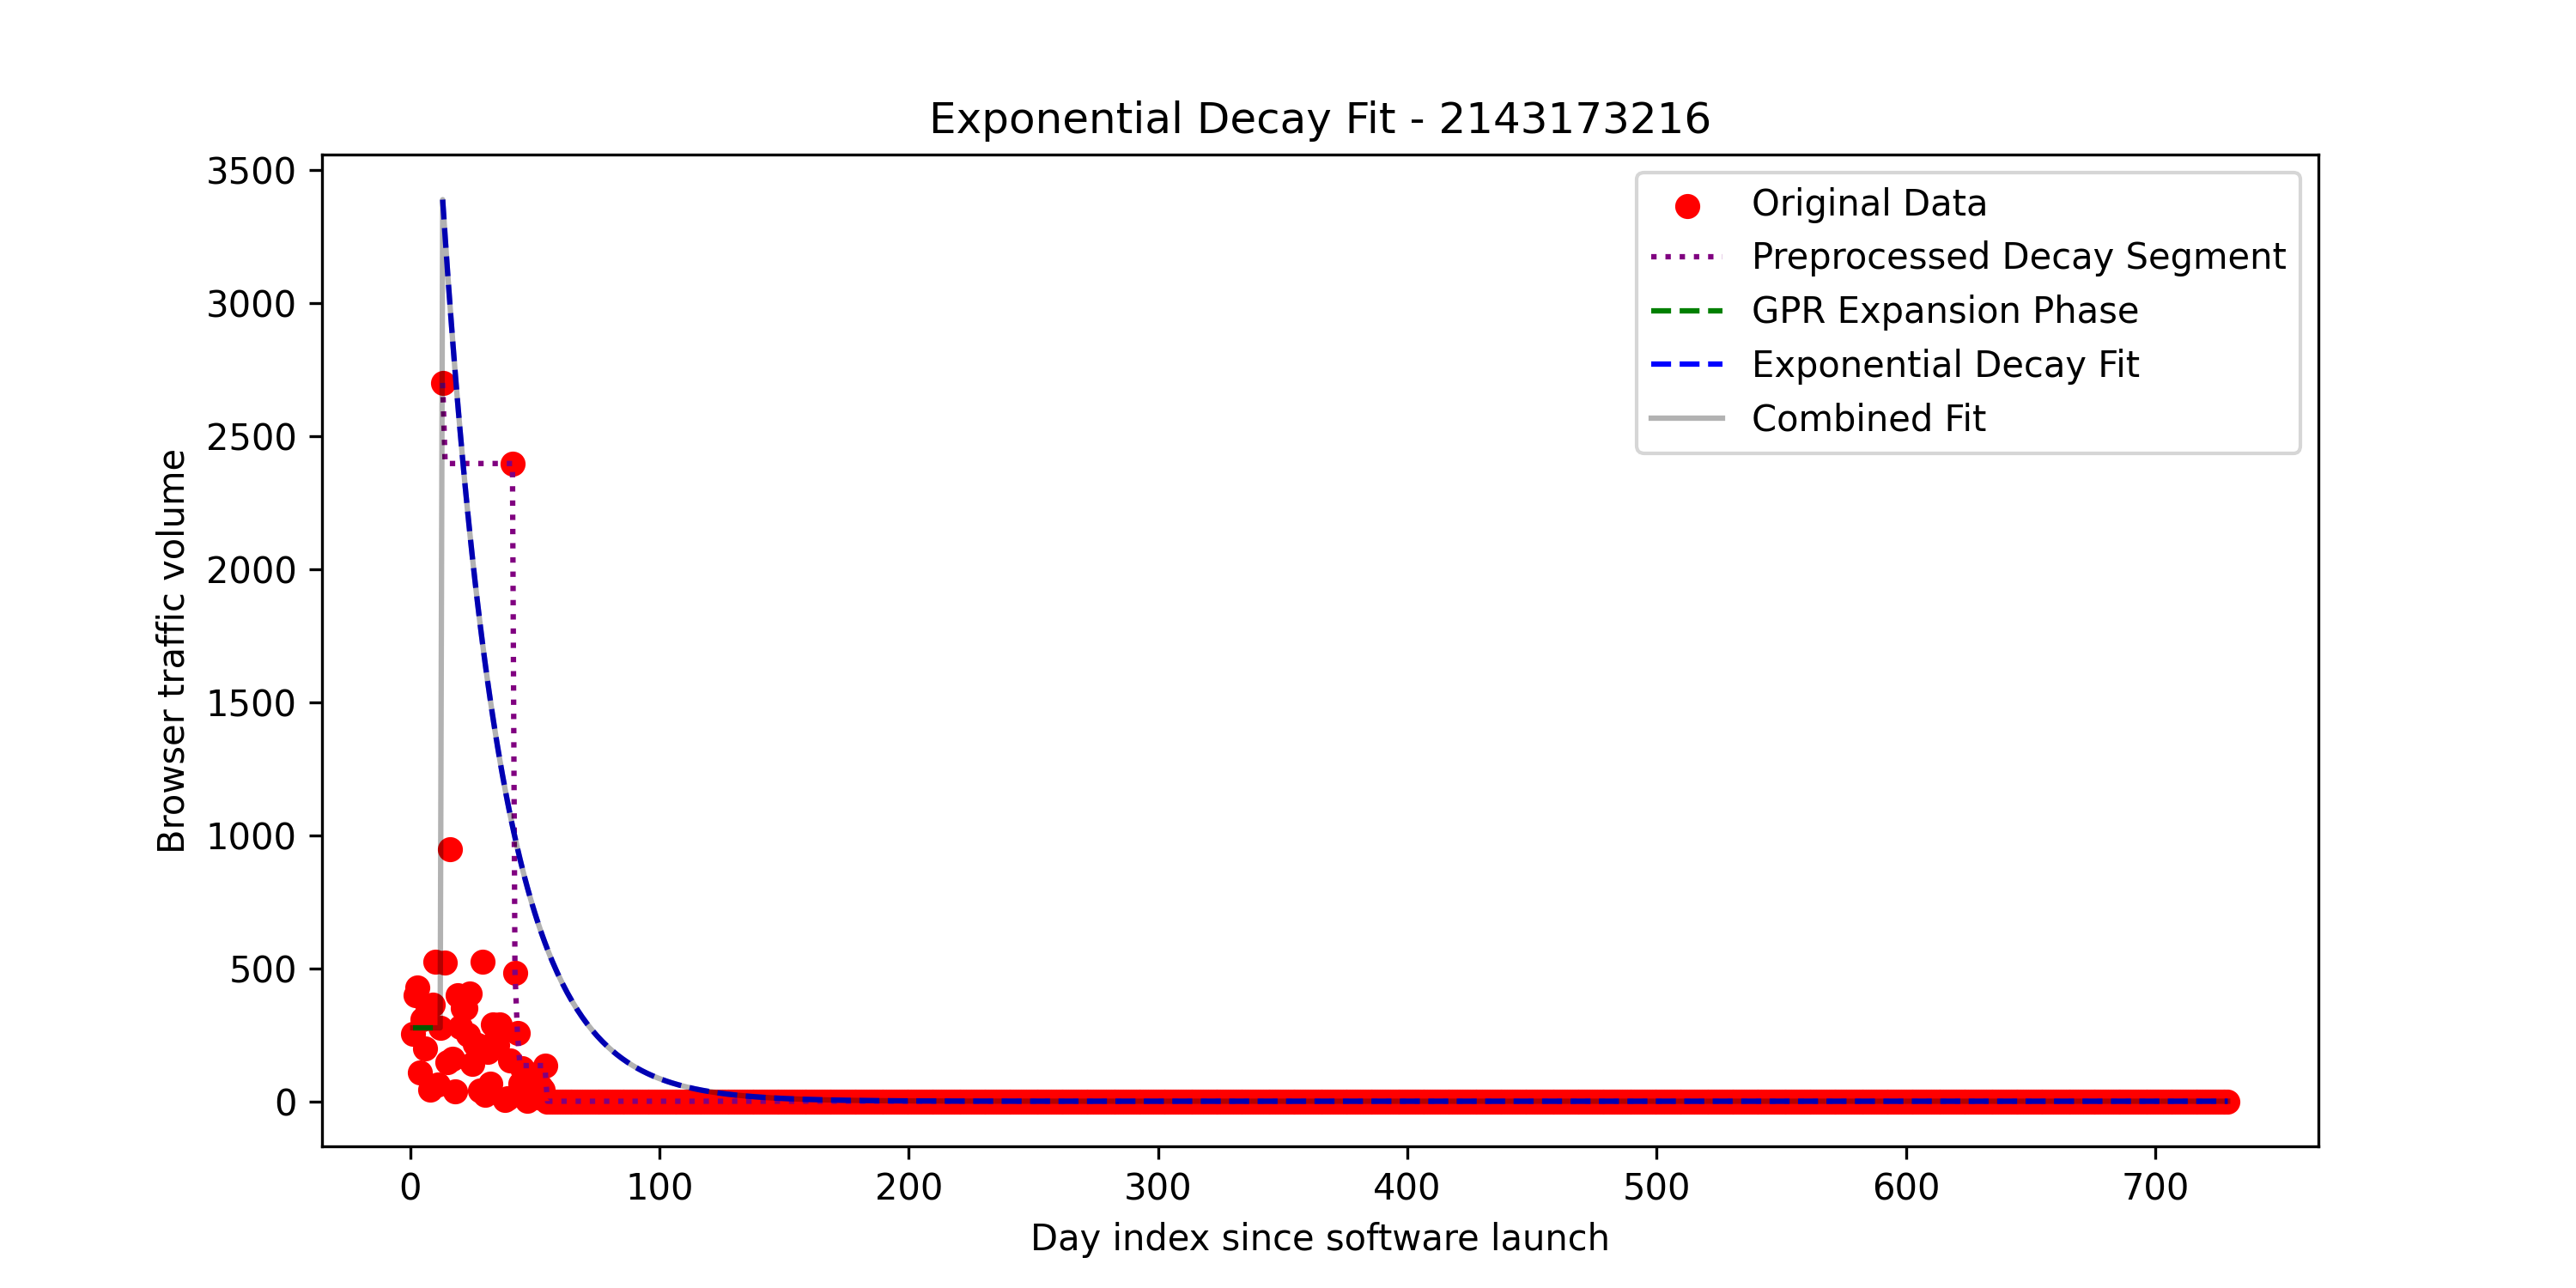 Exponential Decay Fit - 2143173216
3500
3000
2500
2000
1500
1000
500
0
Browser traffic volume
Original Data
Preprocessed Decay Segment
GPR Expansion Phase
Exponential Decay Fit
Combined Fit
0 100 200 300 400 500 600 700
Day index since software launch